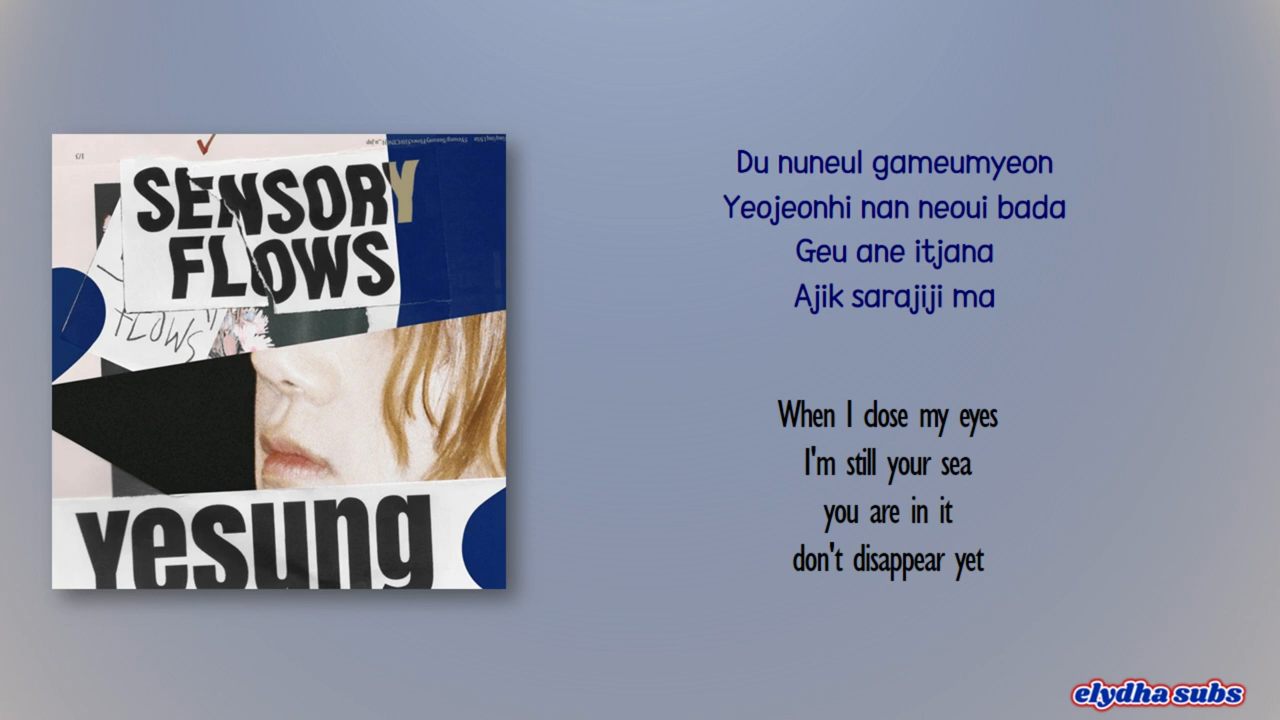 SENSORY
FLOWS
FLOWS
yesung
Du nuneul gameumyeon
Yeojeonhi nan neoui bada
Geu ane itjana
Ajik sarajiji ma
When I close my eyes
I'm still your sea
you are in it
don't disappear yet
elydha subs